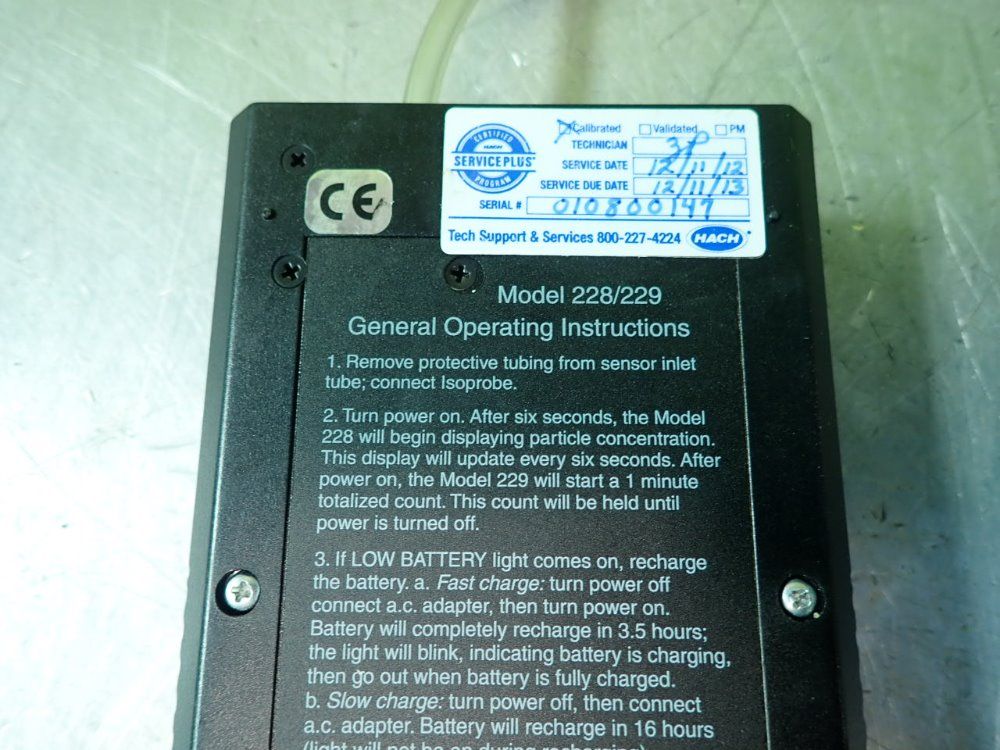 CERTIFIED
HACH
SERVICEPLUS
PROGRAM
Calibrated Validated PM
TECHNICIAN
SERVICE DATE 12/11/12
SERVICE DUE DATE 12/11/13
SERIAL # 010800147
Tech Support & Services 800-227-4224 HACH
CE
Model 228/229
General Operating Instructions
1. Remove protective tubing from sensor inlet
tube; connect Isoprobe.
2. Turn power on. After six seconds, the Model
228 will begin displaying particle concentration.
This display will update every six seconds. After
power on, the Model 229 will start a 1 minute
totalized count. This count will be held until
power is turned off.
3. If LOW BATTERY light comes on, recharge
the battery. a. Fast charge: turn power off
connect a.c. adapter, then turn power on.
Battery will completely recharge in 3.5 hours;
the light will blink, indicating battery is charging,
then go out when battery is fully charged.
b. Slow charge: turn power off, then connect
a.c. adapter. Battery will recharge in 16 hours
(light will not be on during recharging)